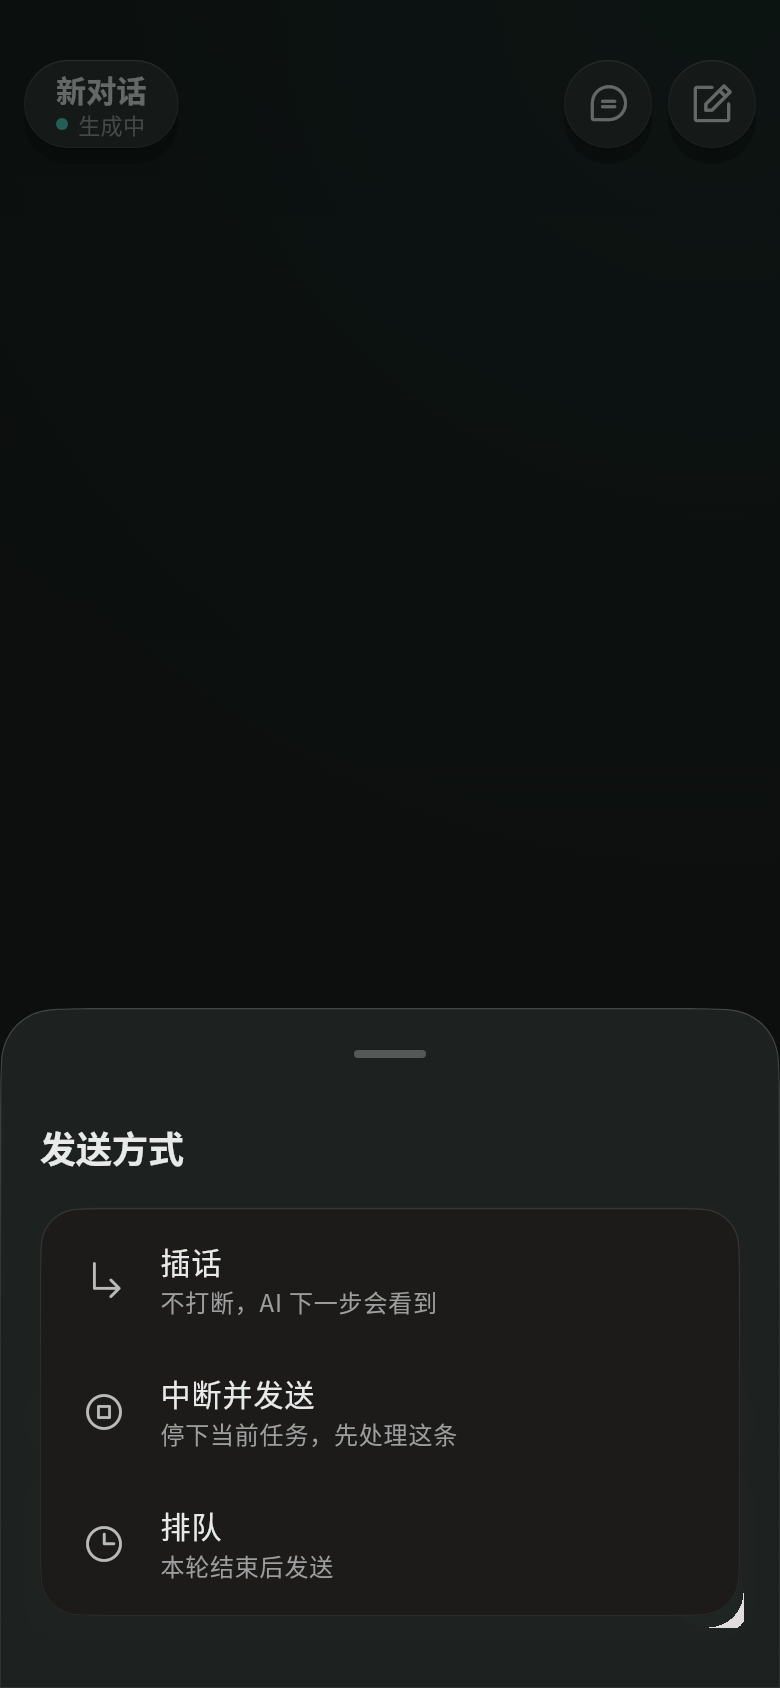 新对话
生成中
发送方式
插话
不打断，AI 下一步会看到
中断并发送
停下当前任务，先处理这条
排队
本轮结束后发送